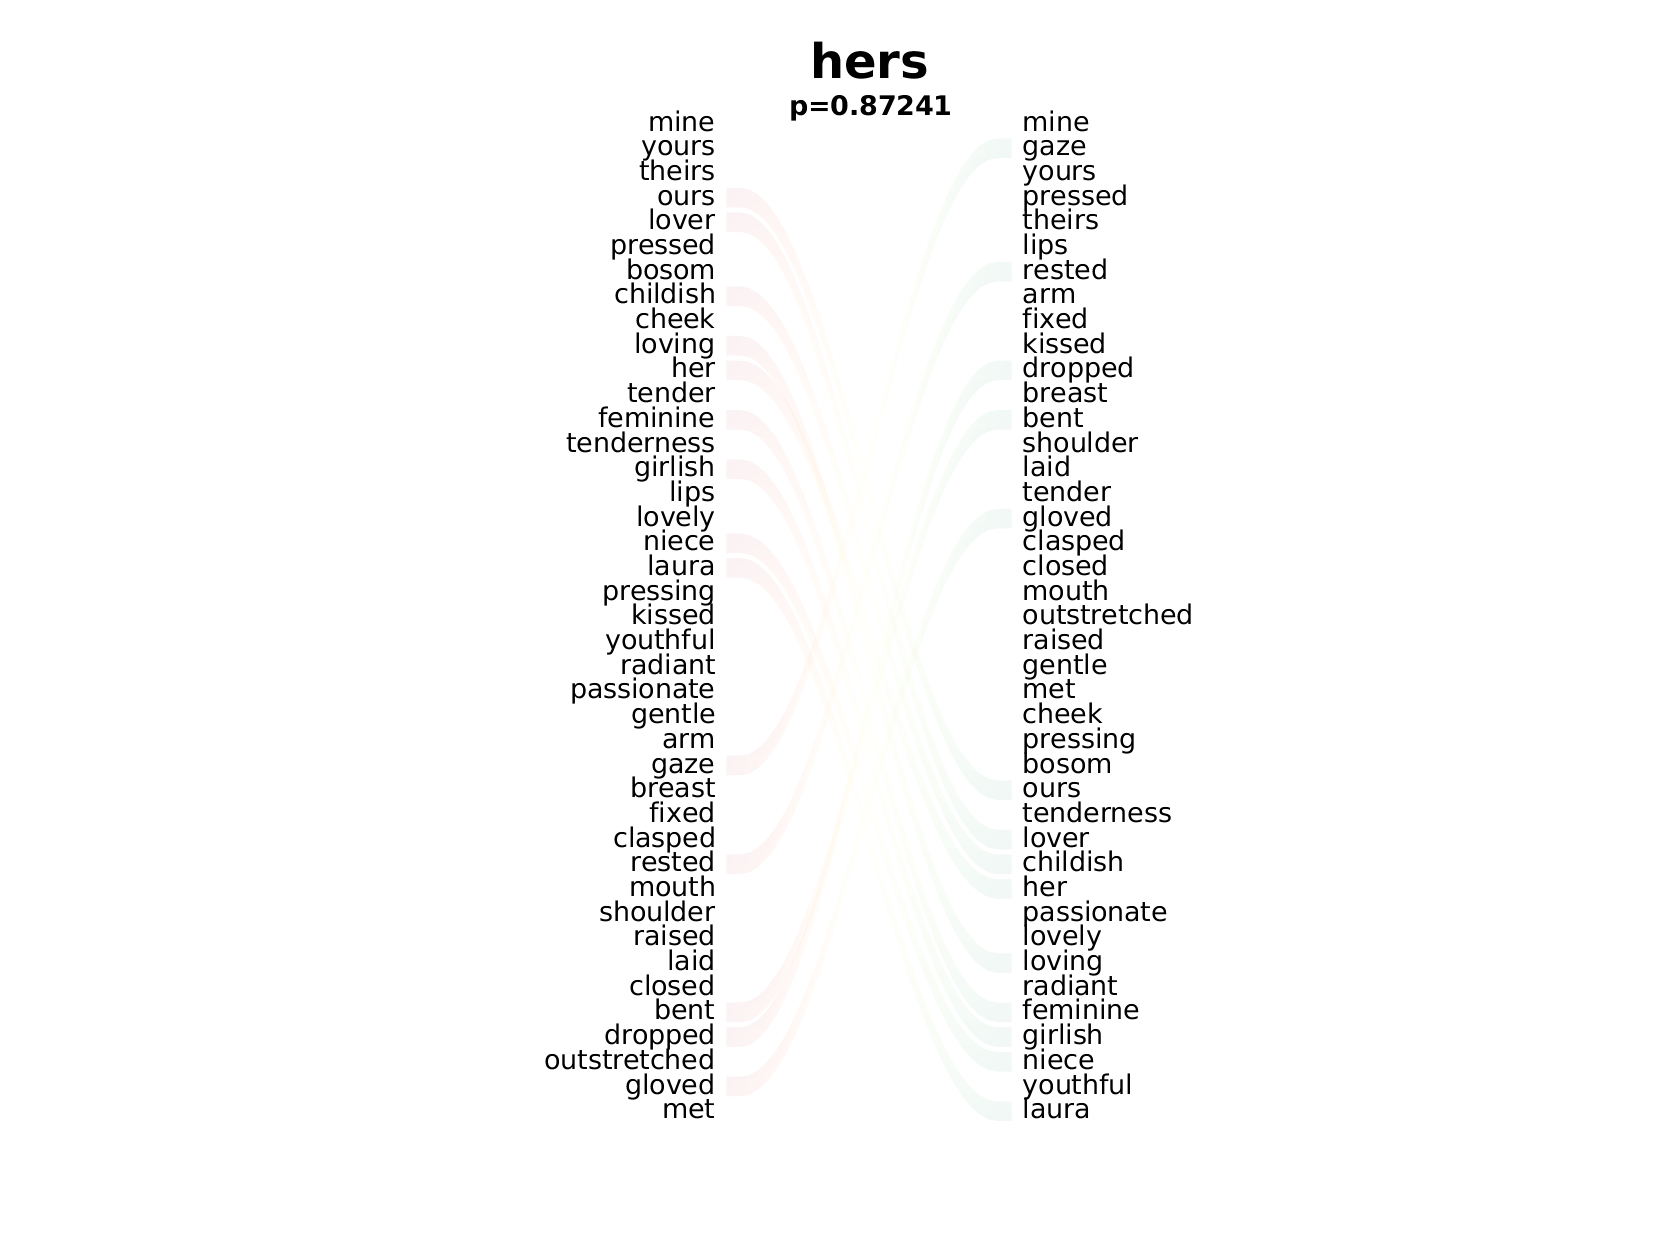 hers
p=0.87241
mine
yours
theirs
ours
lover
pressed
bosom
childish
cheek
loving
her
tender
feminine
tenderness
girlish
lips
lovely
niece
laura
pressing
kissed
youthful
radiant
passionate
gentle
arm
gaze
breast
fixed
clasped
rested
mouth
shoulder
raised
laid
closed
bent
dropped
outstretched
gloved
met
mine
gaze
yours
pressed
theirs
lips
rested
arm
fixed
kissed
dropped
breast
bent
shoulder
laid
tender
gloved
clasped
closed
mouth
outstretched
raised
gentle
met
cheek
pressing
bosom
ours
tenderness
lover
childish
her
passionate
lovely
loving
radiant
feminine
girlish
niece
youthful
laura